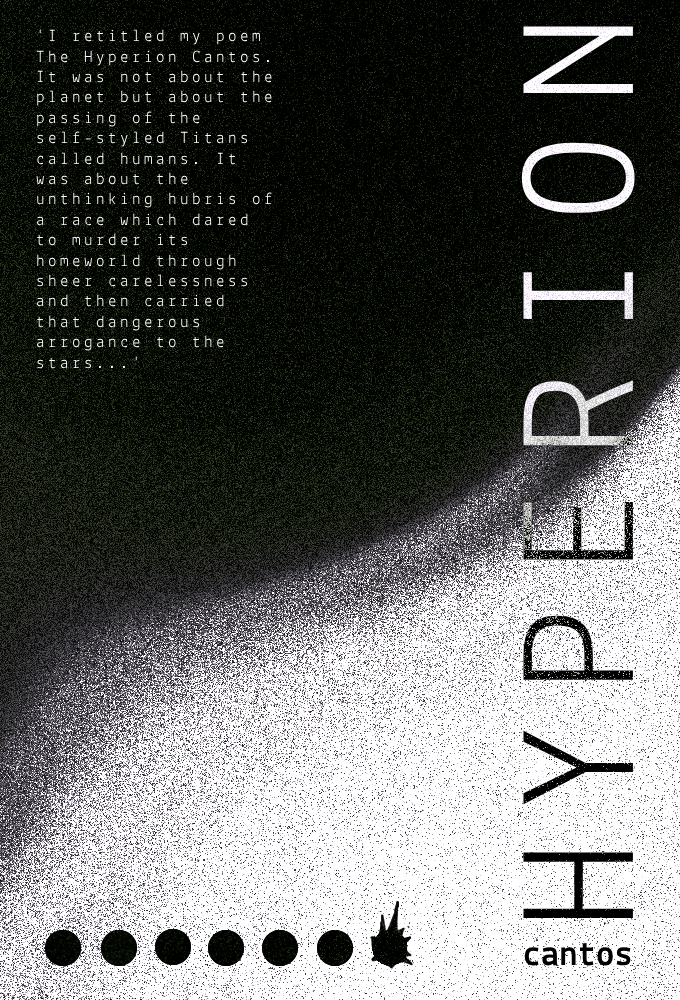 'I retitled my poem
The Hyperion Cantos.
It was not about the
planet but about the
passing of the
self-styled Titans
called humans. It
was about the
unthinking hubris of
a race which dared
to murder its
homeworld through
sheer carelessness
and then carried
that dangerous
arrogance to the
stars...'
HYPERION
cantos